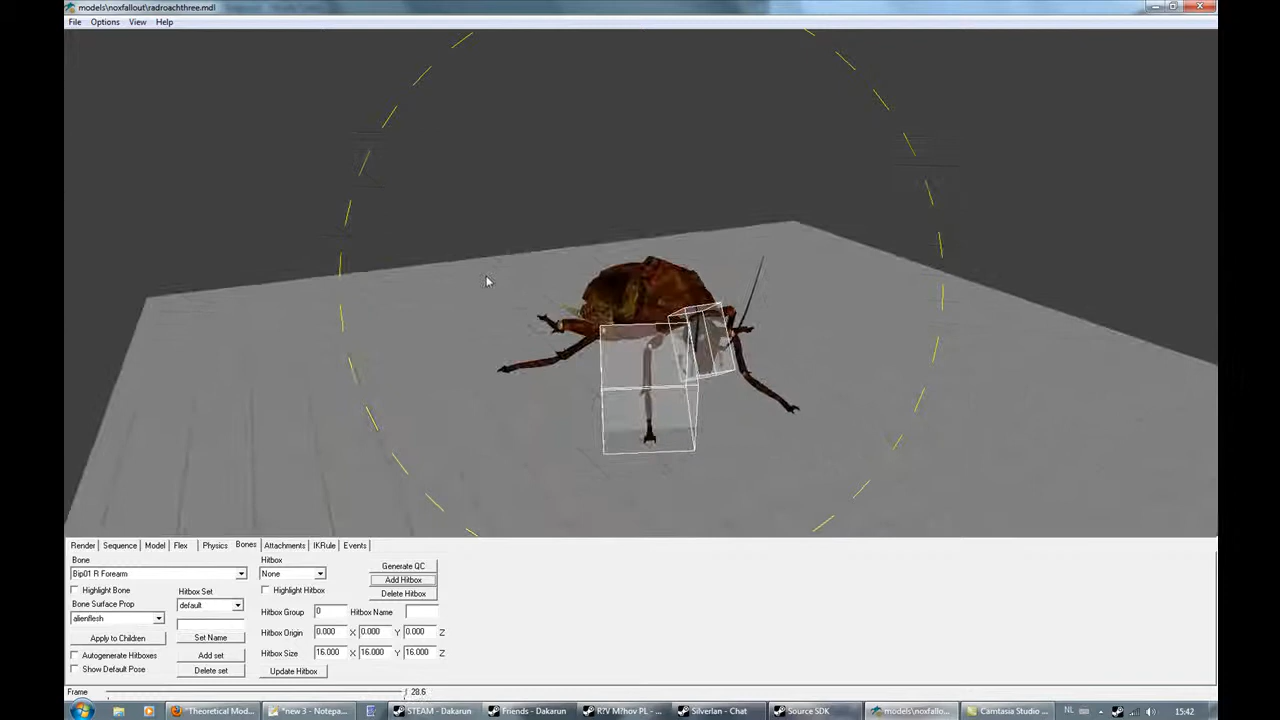 models\noxfallout\radroachthree.mdl
File Options View Help
Render Sequence Model Flex Physics Bones Attachments IKRule Events
Bone Hitbox
Bip01 R Forearm None Generate QC
Add Hitbox
Highlight Bone Hitbox Set Highlight Hitbox Delete Hitbox
Bone Surface Prop default
alienflesh Hitbox Group 0 Hitbox Name
Apply to Children Set Name Hitbox Origin 0.000 X 0.000 Y 0.000 Z
Autogenerate Hitboxes Add set Hitbox Size 16.000 X 16.000 Y 16.000 Z
Show Default Pose Delete set Update Hitbox
Frame 28.6
"Theoretical Mod... *new 3 - Notepa... STEAM - Dakarun Friends - Dakarun R?V M?hov PL - ... Silverlan - Chat Source SDK models\noxfallo... Camtasia Studio ... NL 15:42